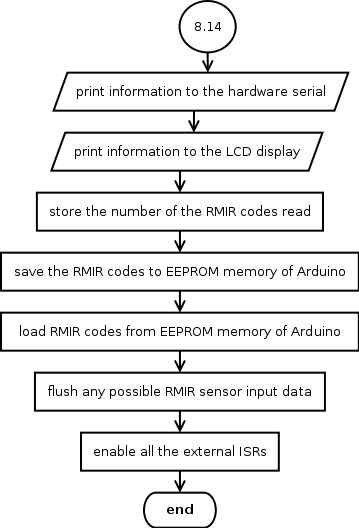 8.14
print information to the hardware serial
print information to the LCD display
store the number of the RMIR codes read
save the RMIR codes to EEPROM memory of Arduino
load RMIR codes from EEPROM memory of Arduino
flush any possible RMIR sensor input data
enable all the external ISRs
end